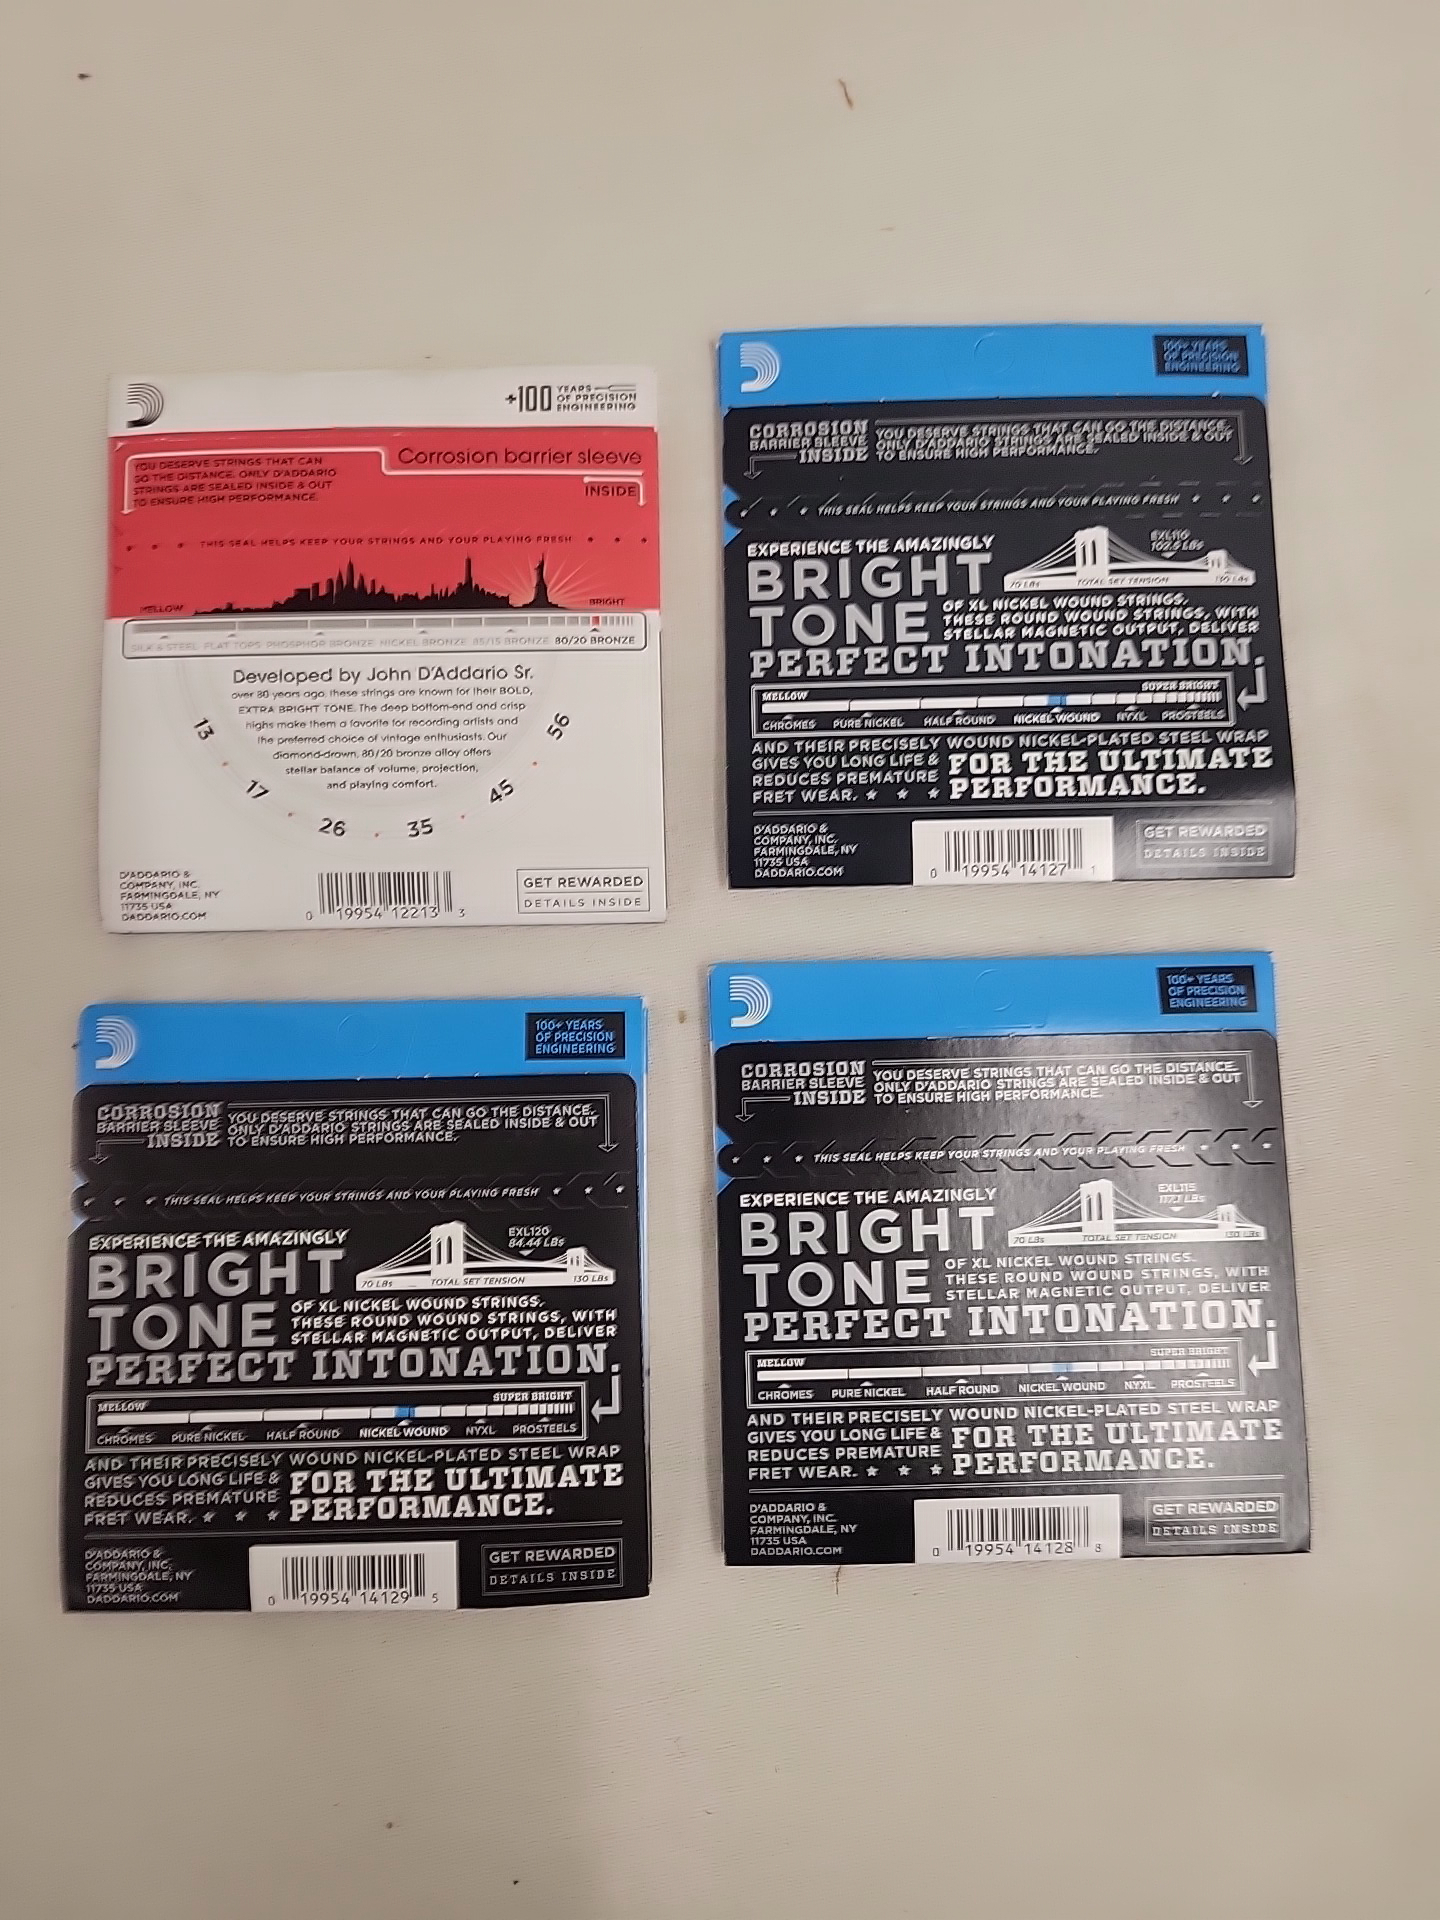 +100 YEARS
OF PRECISION
ENGINEERING
YOU DESERVE STRINGS THAT CAN
GO THE DISTANCE. ONLY D'ADDARIO
STRINGS ARE SEALED INSIDE & OUT
TO ENSURE HIGH PERFORMANCE.
Corrosion barrier sleeve
INSIDE
THIS SEAL HELPS KEEP YOUR STRINGS AND YOUR PLAYING FRESH
MELLOW BRIGHT
SILK & STEEL FLAT TOPS PHOSPHOR BRONZE NICKEL BRONZE 85/15 BRONZE 80/20 BRONZE
Developed by John D'Addario Sr.
over 80 years ago, these strings are known for their BOLD,
EXTRA BRIGHT TONE. The deep bottom-end and crisp
highs make them a favorite for recording artists and
the preferred choice of vintage enthusiasts. Our
diamond-drawn, 80/20 bronze alloy offers
stellar balance of volume, projection,
and playing comfort.
13 17 26 35 45 56
D'ADDARIO &
COMPANY, INC.
FARMINGDALE, NY
11735 USA
DADDARIO.COM
0 19954 12213 3
GET REWARDED
DETAILS INSIDE
100+ YEARS
OF PRECISION
ENGINEERING
CORROSION
BARRIER SLEEVE
INSIDE
YOU DESERVE STRINGS THAT CAN GO THE DISTANCE.
ONLY D'ADDARIO STRINGS ARE SEALED INSIDE & OUT
TO ENSURE HIGH PERFORMANCE.
★ ★ ★ THIS SEAL HELPS KEEP YOUR STRINGS AND YOUR PLAYING FRESH ★ ★ ★
EXPERIENCE THE AMAZINGLY
BRIGHT
TONE
EXL110
102.5 LBs
70 LBs TOTAL SET TENSION 130 LBs
OF XL NICKEL WOUND STRINGS.
THESE ROUND WOUND STRINGS, WITH
STELLAR MAGNETIC OUTPUT, DELIVER
PERFECT INTONATION.
MELLOW SUPER BRIGHT
CHROMES PURE NICKEL HALF ROUND NICKEL WOUND NYXL PROSTEELS
AND THEIR PRECISELY WOUND NICKEL-PLATED STEEL WRAP
GIVES YOU LONG LIFE &
REDUCES PREMATURE
FRET WEAR. ★ ★ ★
FOR THE ULTIMATE
PERFORMANCE.
D'ADDARIO &
COMPANY, INC.
FARMINGDALE, NY
11735 USA
DADDARIO.COM
0 19954 14127 1
GET REWARDED
DETAILS INSIDE
100+ YEARS
OF PRECISION
ENGINEERING
CORROSION
BARRIER SLEEVE
INSIDE
YOU DESERVE STRINGS THAT CAN GO THE DISTANCE.
ONLY D'ADDARIO STRINGS ARE SEALED INSIDE & OUT
TO ENSURE HIGH PERFORMANCE.
★ ★ ★ THIS SEAL HELPS KEEP YOUR STRINGS AND YOUR PLAYING FRESH ★ ★ ★
EXPERIENCE THE AMAZINGLY
BRIGHT
TONE
EXL120
84.44 LBs
70 LBs TOTAL SET TENSION 130 LBs
OF XL NICKEL WOUND STRINGS.
THESE ROUND WOUND STRINGS, WITH
STELLAR MAGNETIC OUTPUT, DELIVER
PERFECT INTONATION.
MELLOW SUPER BRIGHT
CHROMES PURE NICKEL HALF ROUND NICKEL WOUND NYXL PROSTEELS
AND THEIR PRECISELY WOUND NICKEL-PLATED STEEL WRAP
GIVES YOU LONG LIFE &
REDUCES PREMATURE
FRET WEAR. ★ ★ ★
FOR THE ULTIMATE
PERFORMANCE.
D'ADDARIO &
COMPANY, INC.
FARMINGDALE, NY
11735 USA
DADDARIO.COM
0 19954 14129 5
GET REWARDED
DETAILS INSIDE
100+ YEARS
OF PRECISION
ENGINEERING
CORROSION
BARRIER SLEEVE
INSIDE
YOU DESERVE STRINGS THAT CAN GO THE DISTANCE.
ONLY D'ADDARIO STRINGS ARE SEALED INSIDE & OUT
TO ENSURE HIGH PERFORMANCE.
★ ★ ★ THIS SEAL HELPS KEEP YOUR STRINGS AND YOUR PLAYING FRESH ★ ★ ★
EXPERIENCE THE AMAZINGLY
BRIGHT
TONE
EXL115
117.1 LBs
70 LBs TOTAL SET TENSION 130 LBs
OF XL NICKEL WOUND STRINGS.
THESE ROUND WOUND STRINGS, WITH
STELLAR MAGNETIC OUTPUT, DELIVER
PERFECT INTONATION.
MELLOW SUPER BRIGHT
CHROMES PURE NICKEL HALF ROUND NICKEL WOUND NYXL PROSTEELS
AND THEIR PRECISELY WOUND NICKEL-PLATED STEEL WRAP
GIVES YOU LONG LIFE &
REDUCES PREMATURE
FRET WEAR. ★ ★ ★
FOR THE ULTIMATE
PERFORMANCE.
D'ADDARIO &
COMPANY, INC.
FARMINGDALE, NY
11735 USA
DADDARIO.COM
0 19954 14128 8
GET REWARDED
DETAILS INSIDE